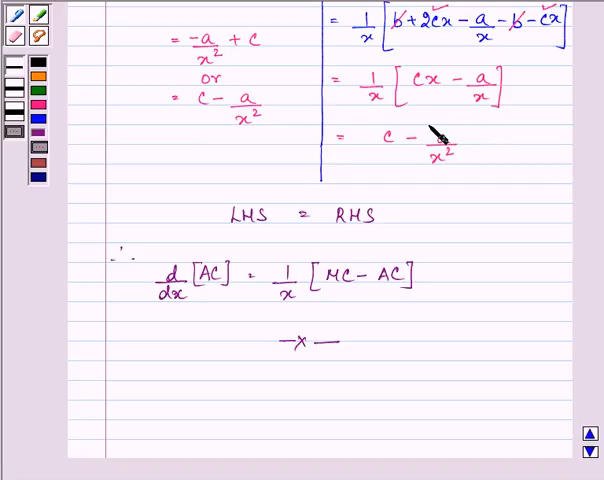 = -a/x² + c
or
= c - a/x²
= 1/x [b + 2cx - a/x - b - cx]
= 1/x [cx - a/x]
= c - a/x²
LHS = RHS
∴
d/dx [AC] = 1/x [MC - AC]
—x—